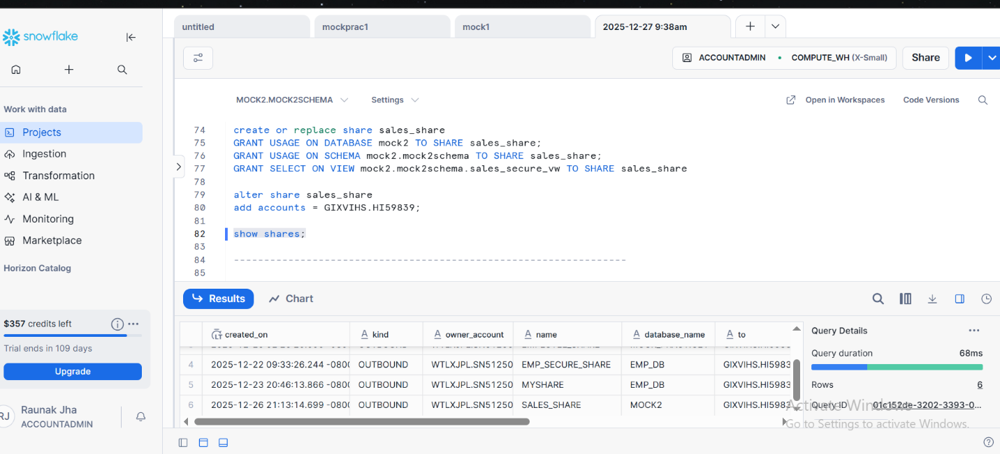 snowflake
Work with data
Projects
Ingestion
Transformation
AI & ML
Monitoring
Marketplace
Horizon Catalog
$357 credits left
Trial ends in 109 days
Upgrade
RJ
Raunak Jha
ACCOUNTADMIN
untitled
mockprac1
mock1
2025-12-27 9:38am
ACCOUNTADMIN • COMPUTE_WH (X-Small)
Share
MOCK2.MOCK2SCHEMA
Settings
Open in Workspaces
Code Versions
74 create or replace share sales_share
75 GRANT USAGE ON DATABASE mock2 TO SHARE sales_share;
76 GRANT USAGE ON SCHEMA mock2.mock2schema TO SHARE sales_share;
77 GRANT SELECT ON VIEW mock2.mock2schema.sales_secure_vw TO SHARE sales_share
78
79 alter share sales_share
80 add accounts = GIXVIHS.HI59839;
81
82 show shares;
83
84 -----------------------------------------------------------------
85
Results
Chart
created_on kind owner_account name database_name to
4 2025-12-22 09:33:26.244 -080 OUTBOUND WTLXJPL.SN51250 EMP_SECURE_SHARE EMP_DB GIXVIHS.HI5983
5 2025-12-23 20:46:13.866 -080 OUTBOUND WTLXJPL.SN51250 MYSHARE EMP_DB GIXVIHS.HI5983
6 2025-12-26 21:13:14.699 -080 OUTBOUND WTLXJPL.SN51250 SALES_SHARE MOCK2 GIXVIHS.HI5983
Query Details
Query duration 68ms
Rows 6
Query ID 01c152de-3202-3393-0...
Activate Windows
Go to Settings to activate Windows.